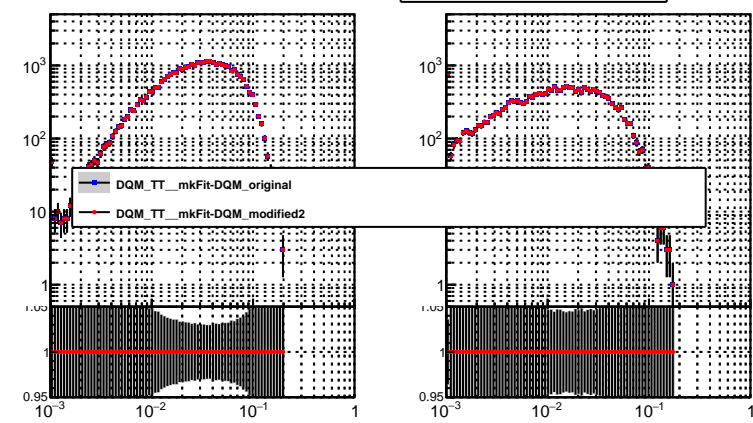 10³ 10³
10² 10²
DQM_TT__mkFit-DQM_original
DQM_TT__mkFit-DQM_modified2
10
1 1
1.05 1.05
1 1
0.95 0.95
10⁻³ 10⁻² 10⁻¹ 1 10⁻³ 10⁻² 10⁻¹ 1